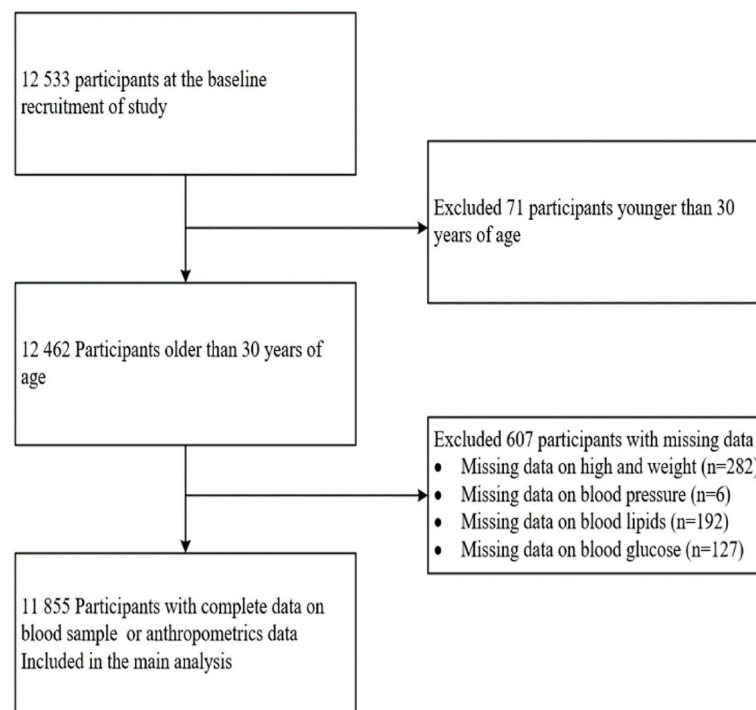 12 533 participants at the baseline
recruitment of study
Excluded 71 participants younger than 30
years of age
12 462 Participants older than 30 years of
age
Excluded 607 participants with missing data
• Missing data on high and weight (n=282)
• Missing data on blood pressure (n=6)
• Missing data on blood lipids (n=192)
• Missing data on blood glucose (n=127)
11 855 Participants with complete data on
blood sample or anthropometrics data
Included in the main analysis